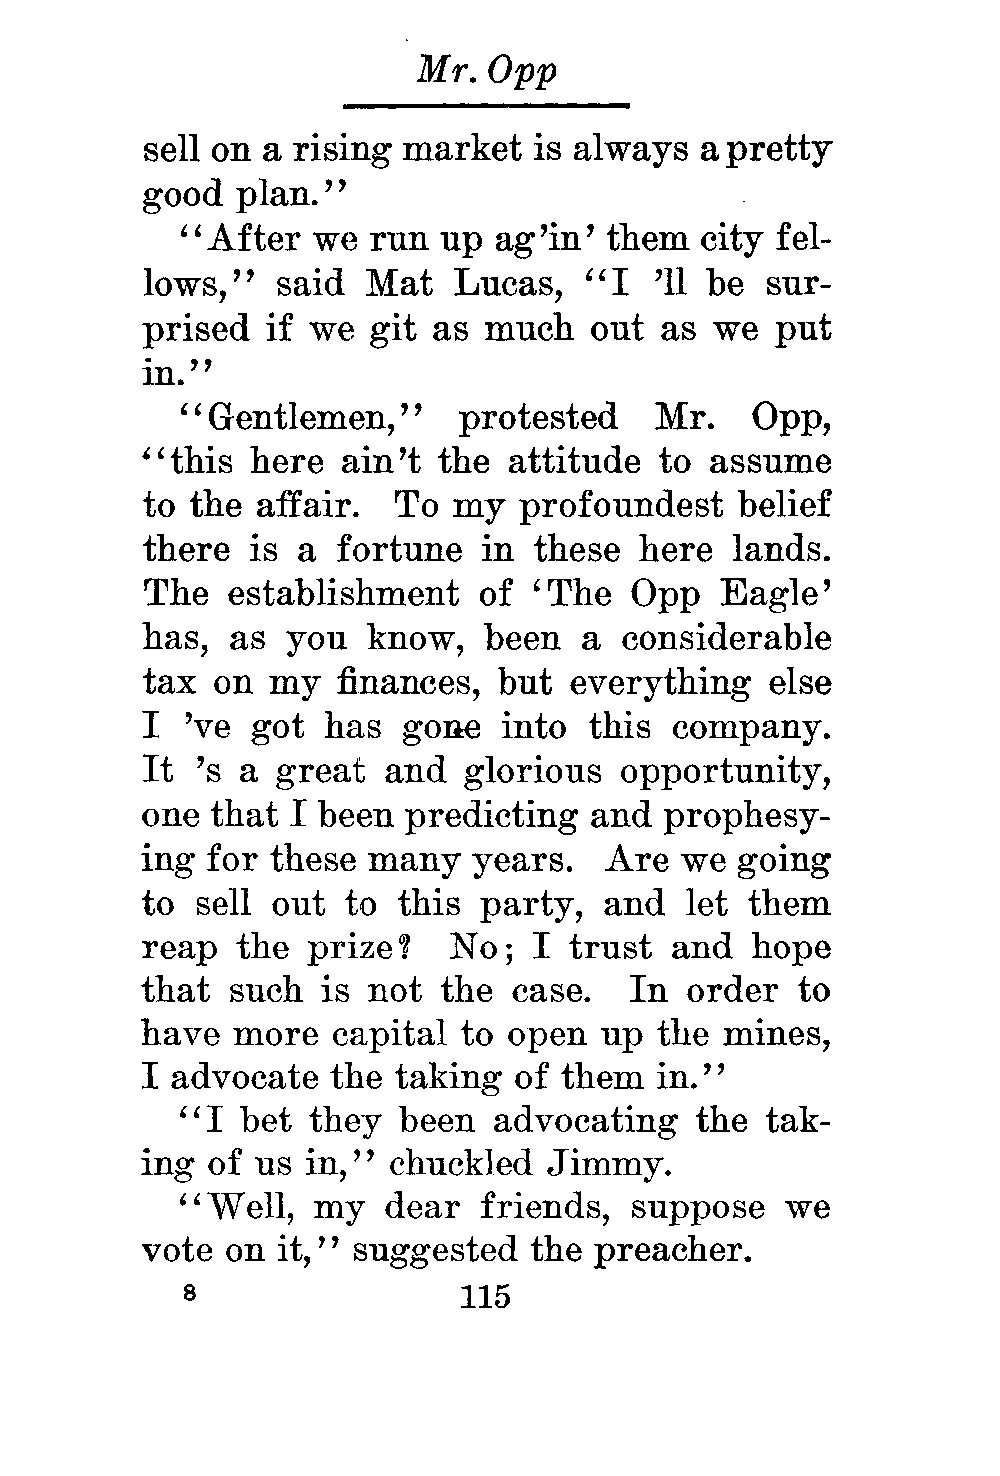 Mr. Opp
sell on a rising market is always a pretty
good plan.''
``After we run up ag'in' them city fel-
lows,'' said Mat Lucas, ``I 'll be sur-
prised if we git as much out as we put
in.''
``Gentlemen,'' protested Mr. Opp,
``this here ain't the attitude to assume
to the affair. To my profoundest belief
there is a fortune in these here lands.
The establishment of `The Opp Eagle'
has, as you know, been a considerable
tax on my finances, but everything else
I 've got has gone into this company.
It 's a great and glorious opportunity,
one that I been predicting and prophesy-
ing for these many years. Are we going
to sell out to this party, and let them
reap the prize? No; I trust and hope
that such is not the case. In order to
have more capital to open up the mines,
I advocate the taking of them in.''
``I bet they been advocating the tak-
ing of us in,'' chuckled Jimmy.
``Well, my dear friends, suppose we
vote on it,'' suggested the preacher.
8 115